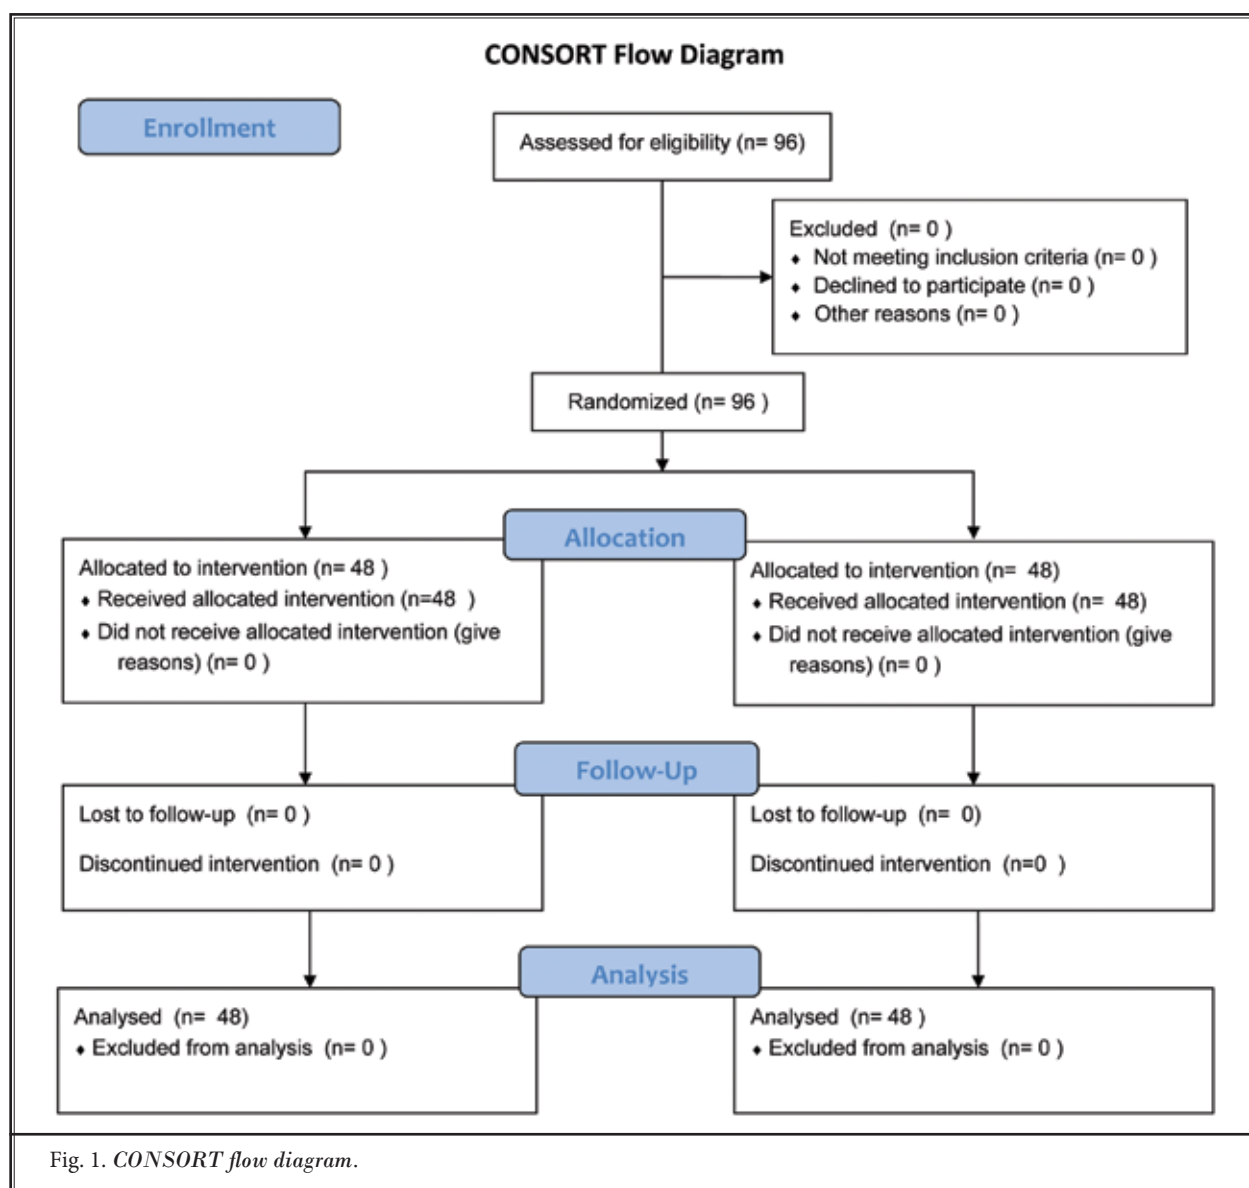 CONSORT Flow Diagram
Enrollment
Assessed for eligibility (n= 96)
Excluded (n= 0 )
♦ Not meeting inclusion criteria (n= 0 )
♦ Declined to participate (n= 0 )
♦ Other reasons (n= 0 )
Randomized (n= 96 )
Allocation
Allocated to intervention (n= 48 )
♦ Received allocated intervention (n=48 )
♦ Did not receive allocated intervention (give
reasons) (n= 0 )
Allocated to intervention (n= 48)
♦ Received allocated intervention (n= 48)
♦ Did not receive allocated intervention (give
reasons) (n= 0 )
Follow-Up
Lost to follow-up (n= 0 )
Discontinued intervention (n= 0 )
Lost to follow-up (n= 0)
Discontinued intervention (n=0 )
Analysis
Analysed (n= 48)
♦ Excluded from analysis (n= 0 )
Analysed (n= 48 )
♦ Excluded from analysis (n= 0 )
Fig. 1. CONSORT flow diagram.